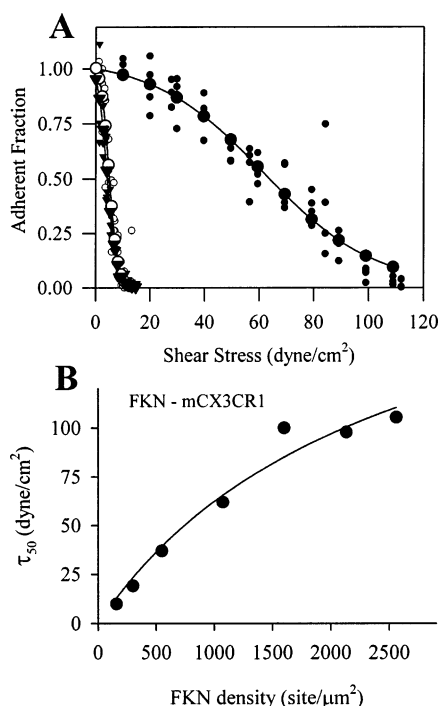 A
1.00
0.75
0.50
0.25
0.00
Adherent Fraction
0 20 40 60 80 100 120
Shear Stress (dyne/cm²)
B
FKN - mCX3CR1
100
75
50
25
0
τ₅₀ (dyne/cm²)
0 500 1000 1500 2000 2500
FKN density (site/μm²)